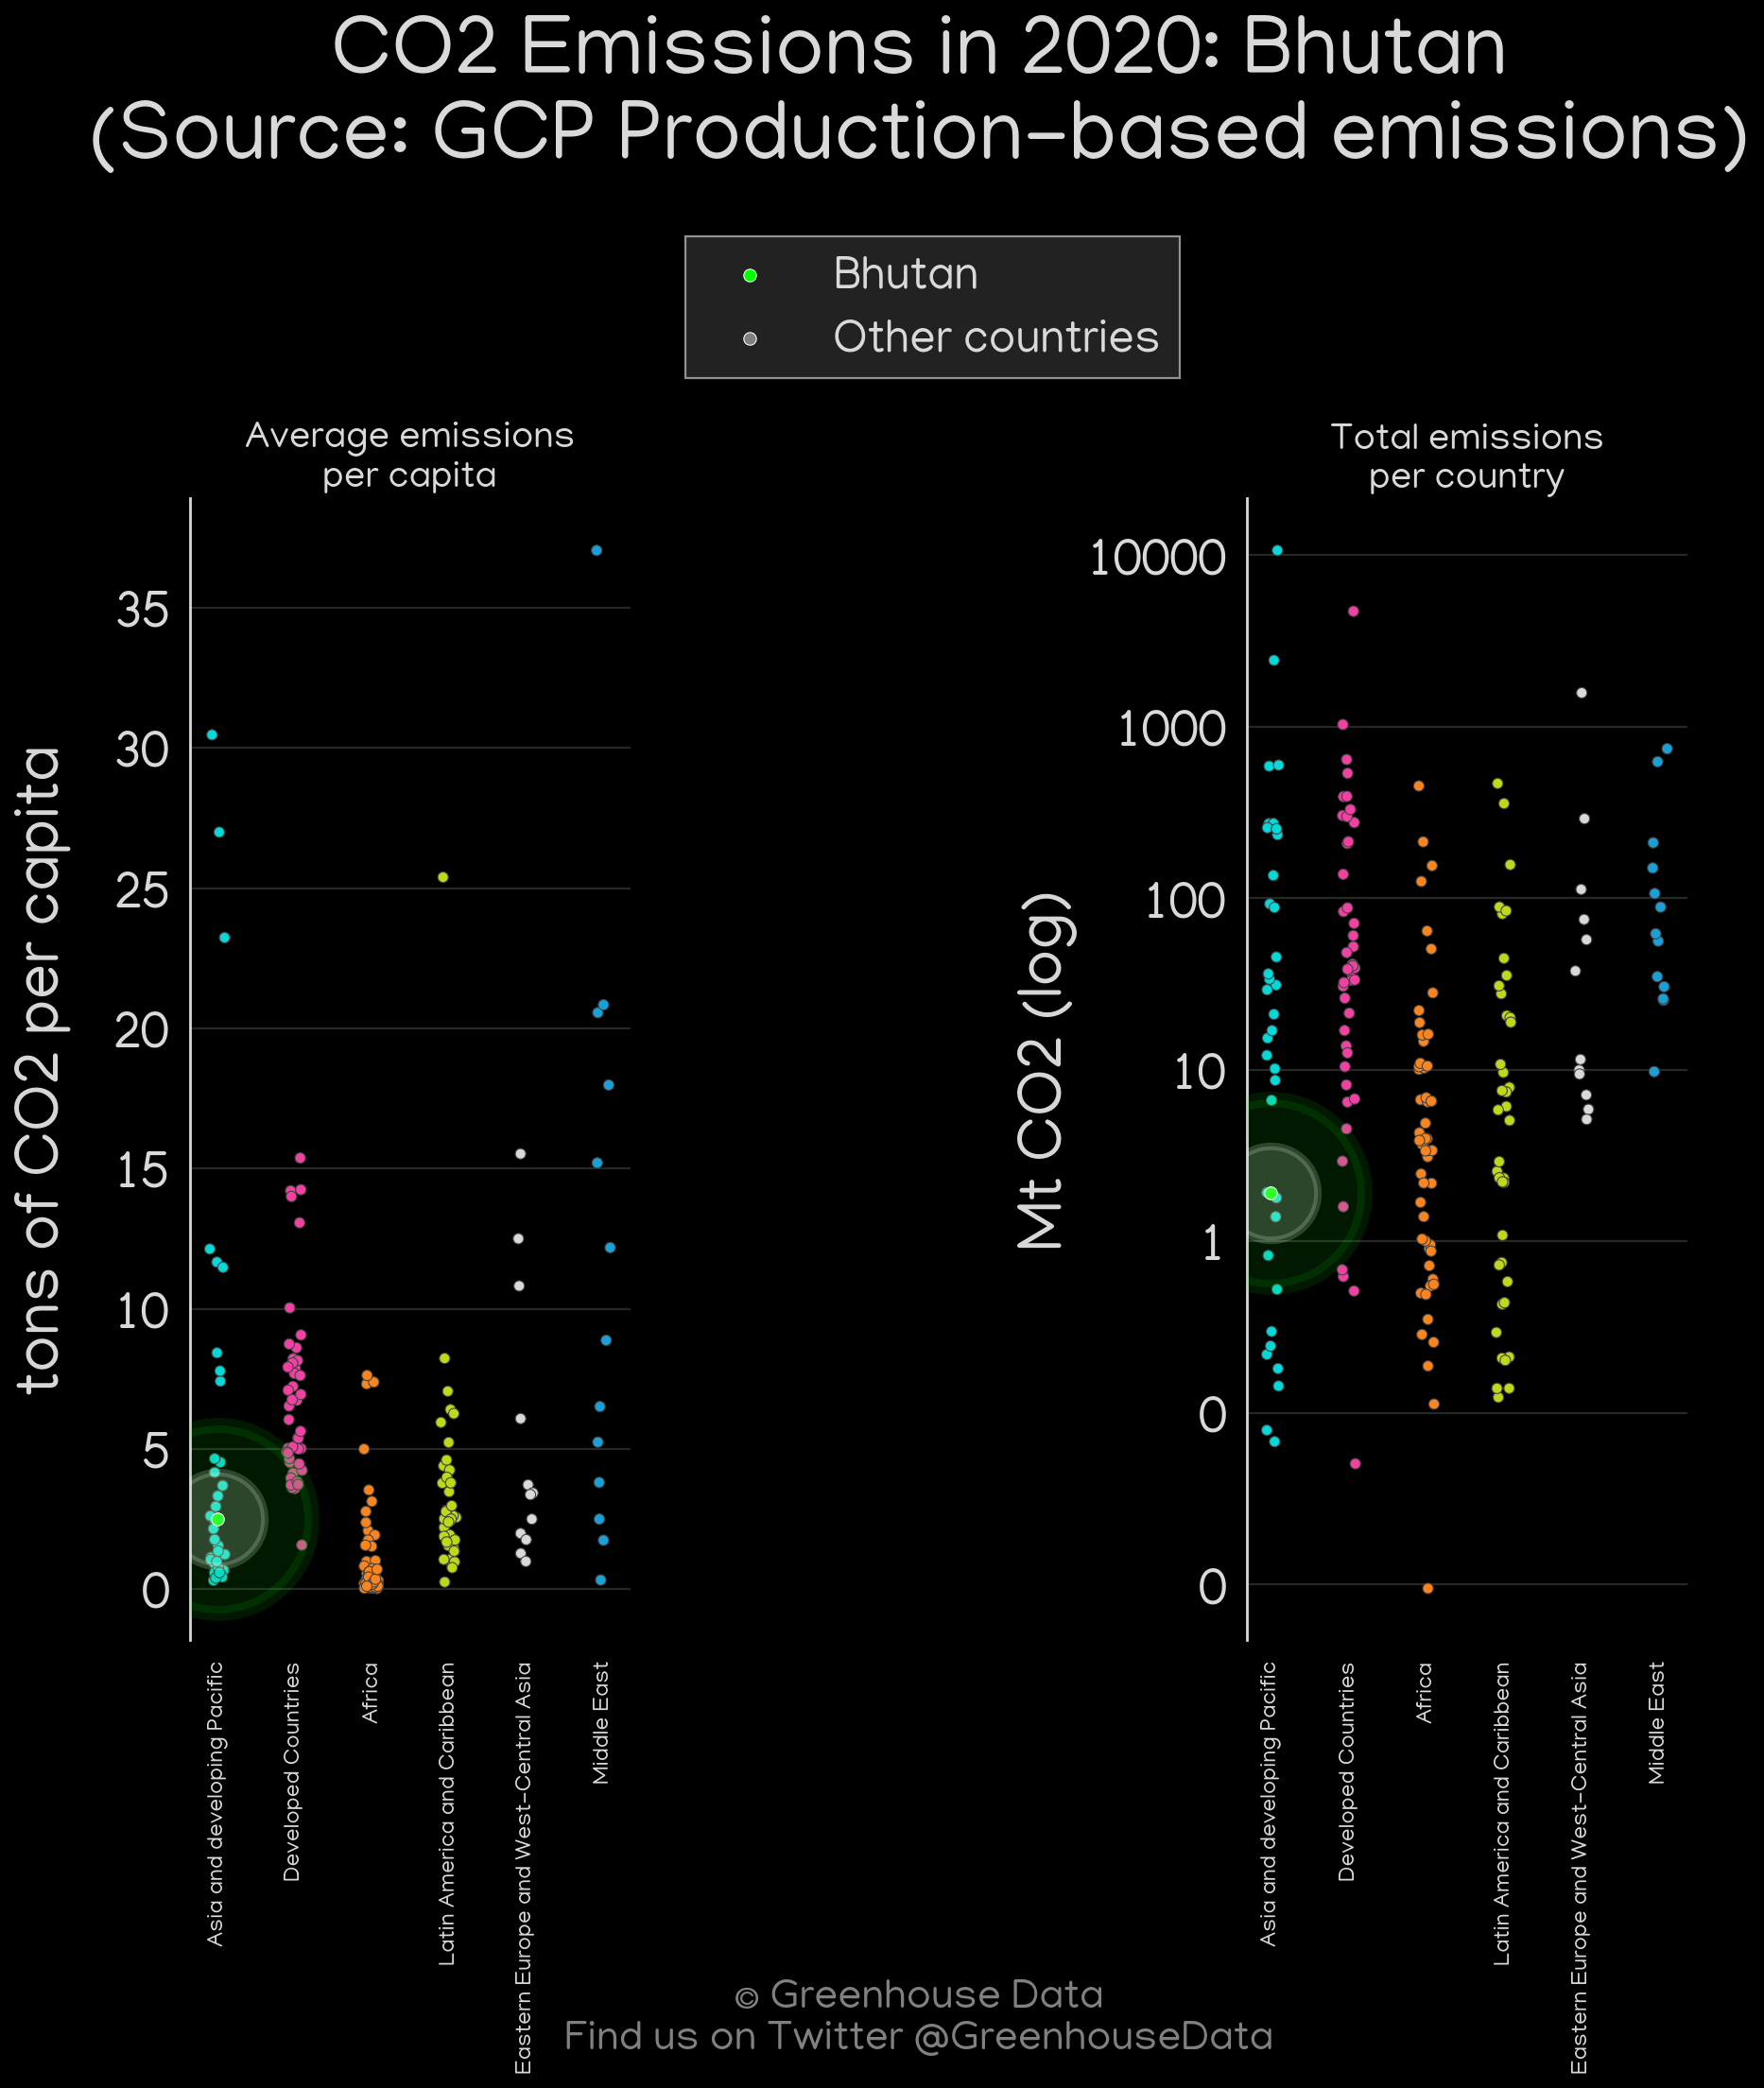 CO2 Emissions in 2020: Bhutan
(Source: GCP Production-based emissions)
Bhutan
Other countries
Average emissions
per capita
tons of CO2 per capita
35
30
25
20
15
10
5
0
Asia and developing Pacific
Developed Countries
Africa
Latin America and Caribbean
Eastern Europe and West-Central Asia
Middle East
Total emissions
per country
Mt CO2 (log)
10000
1000
100
10
1
0
0
Asia and developing Pacific
Developed Countries
Africa
Latin America and Caribbean
Eastern Europe and West-Central Asia
Middle East
© Greenhouse Data
Find us on Twitter @GreenhouseData